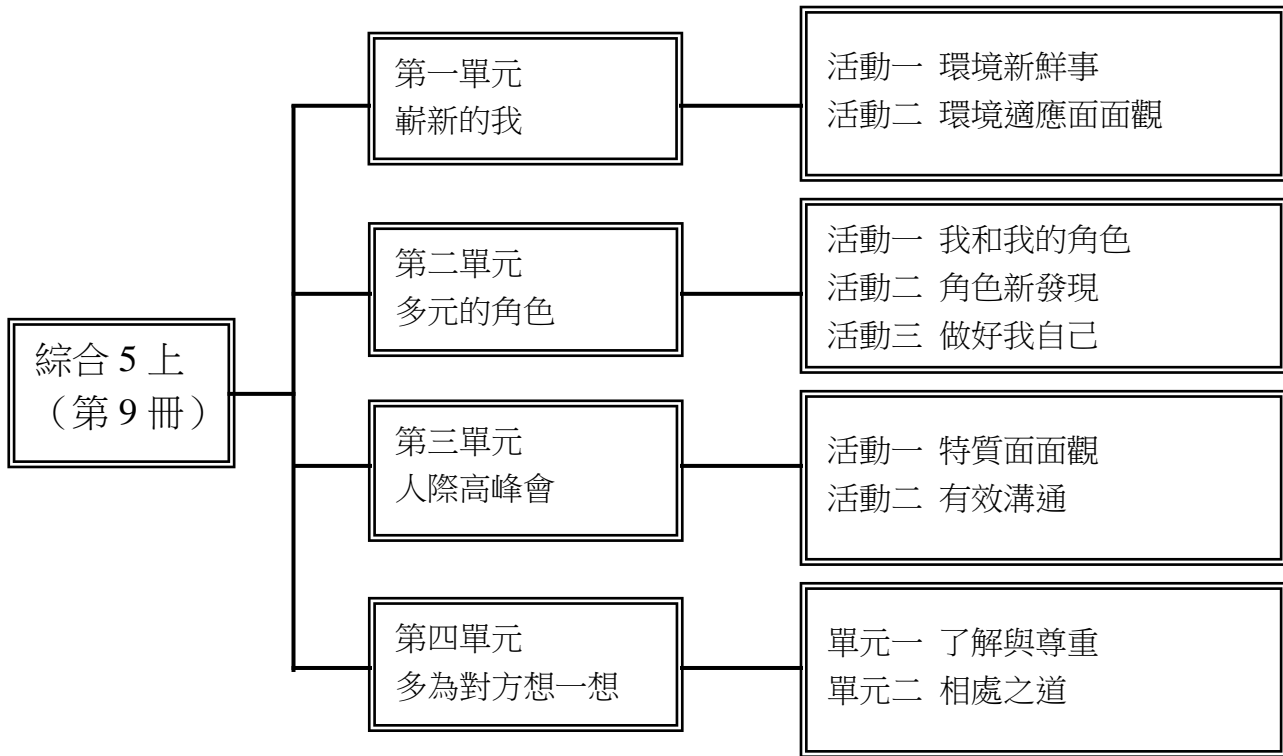 綜合 5 上
（第 9 冊）
第一單元
嶄新的我
活動一 環境新鮮事
活動二 環境適應面面觀
第二單元
多元的角色
活動一 我和我的角色
活動二 角色新發現
活動三 做好我自己
第三單元
人際高峰會
活動一 特質面面觀
活動二 有效溝通
第四單元
多為對方想一想
單元一 了解與尊重
單元二 相處之道